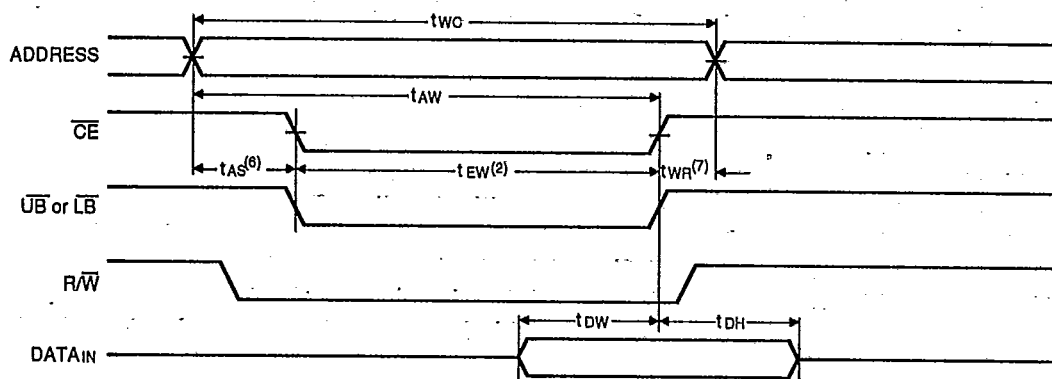 tWC
ADDRESS
tAW
CE
tAS(6)
tEW(2)
tWR(7)
UB or LB
R/W
tDW
tDH
DATAIN